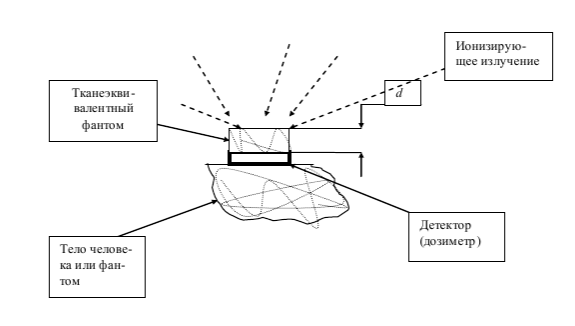 Ионизирую-
щее излучение
Тканеэкви-
валентный
фантом
d
Детектор
(дозиметр)
Тело челове-
ка или фан-
том